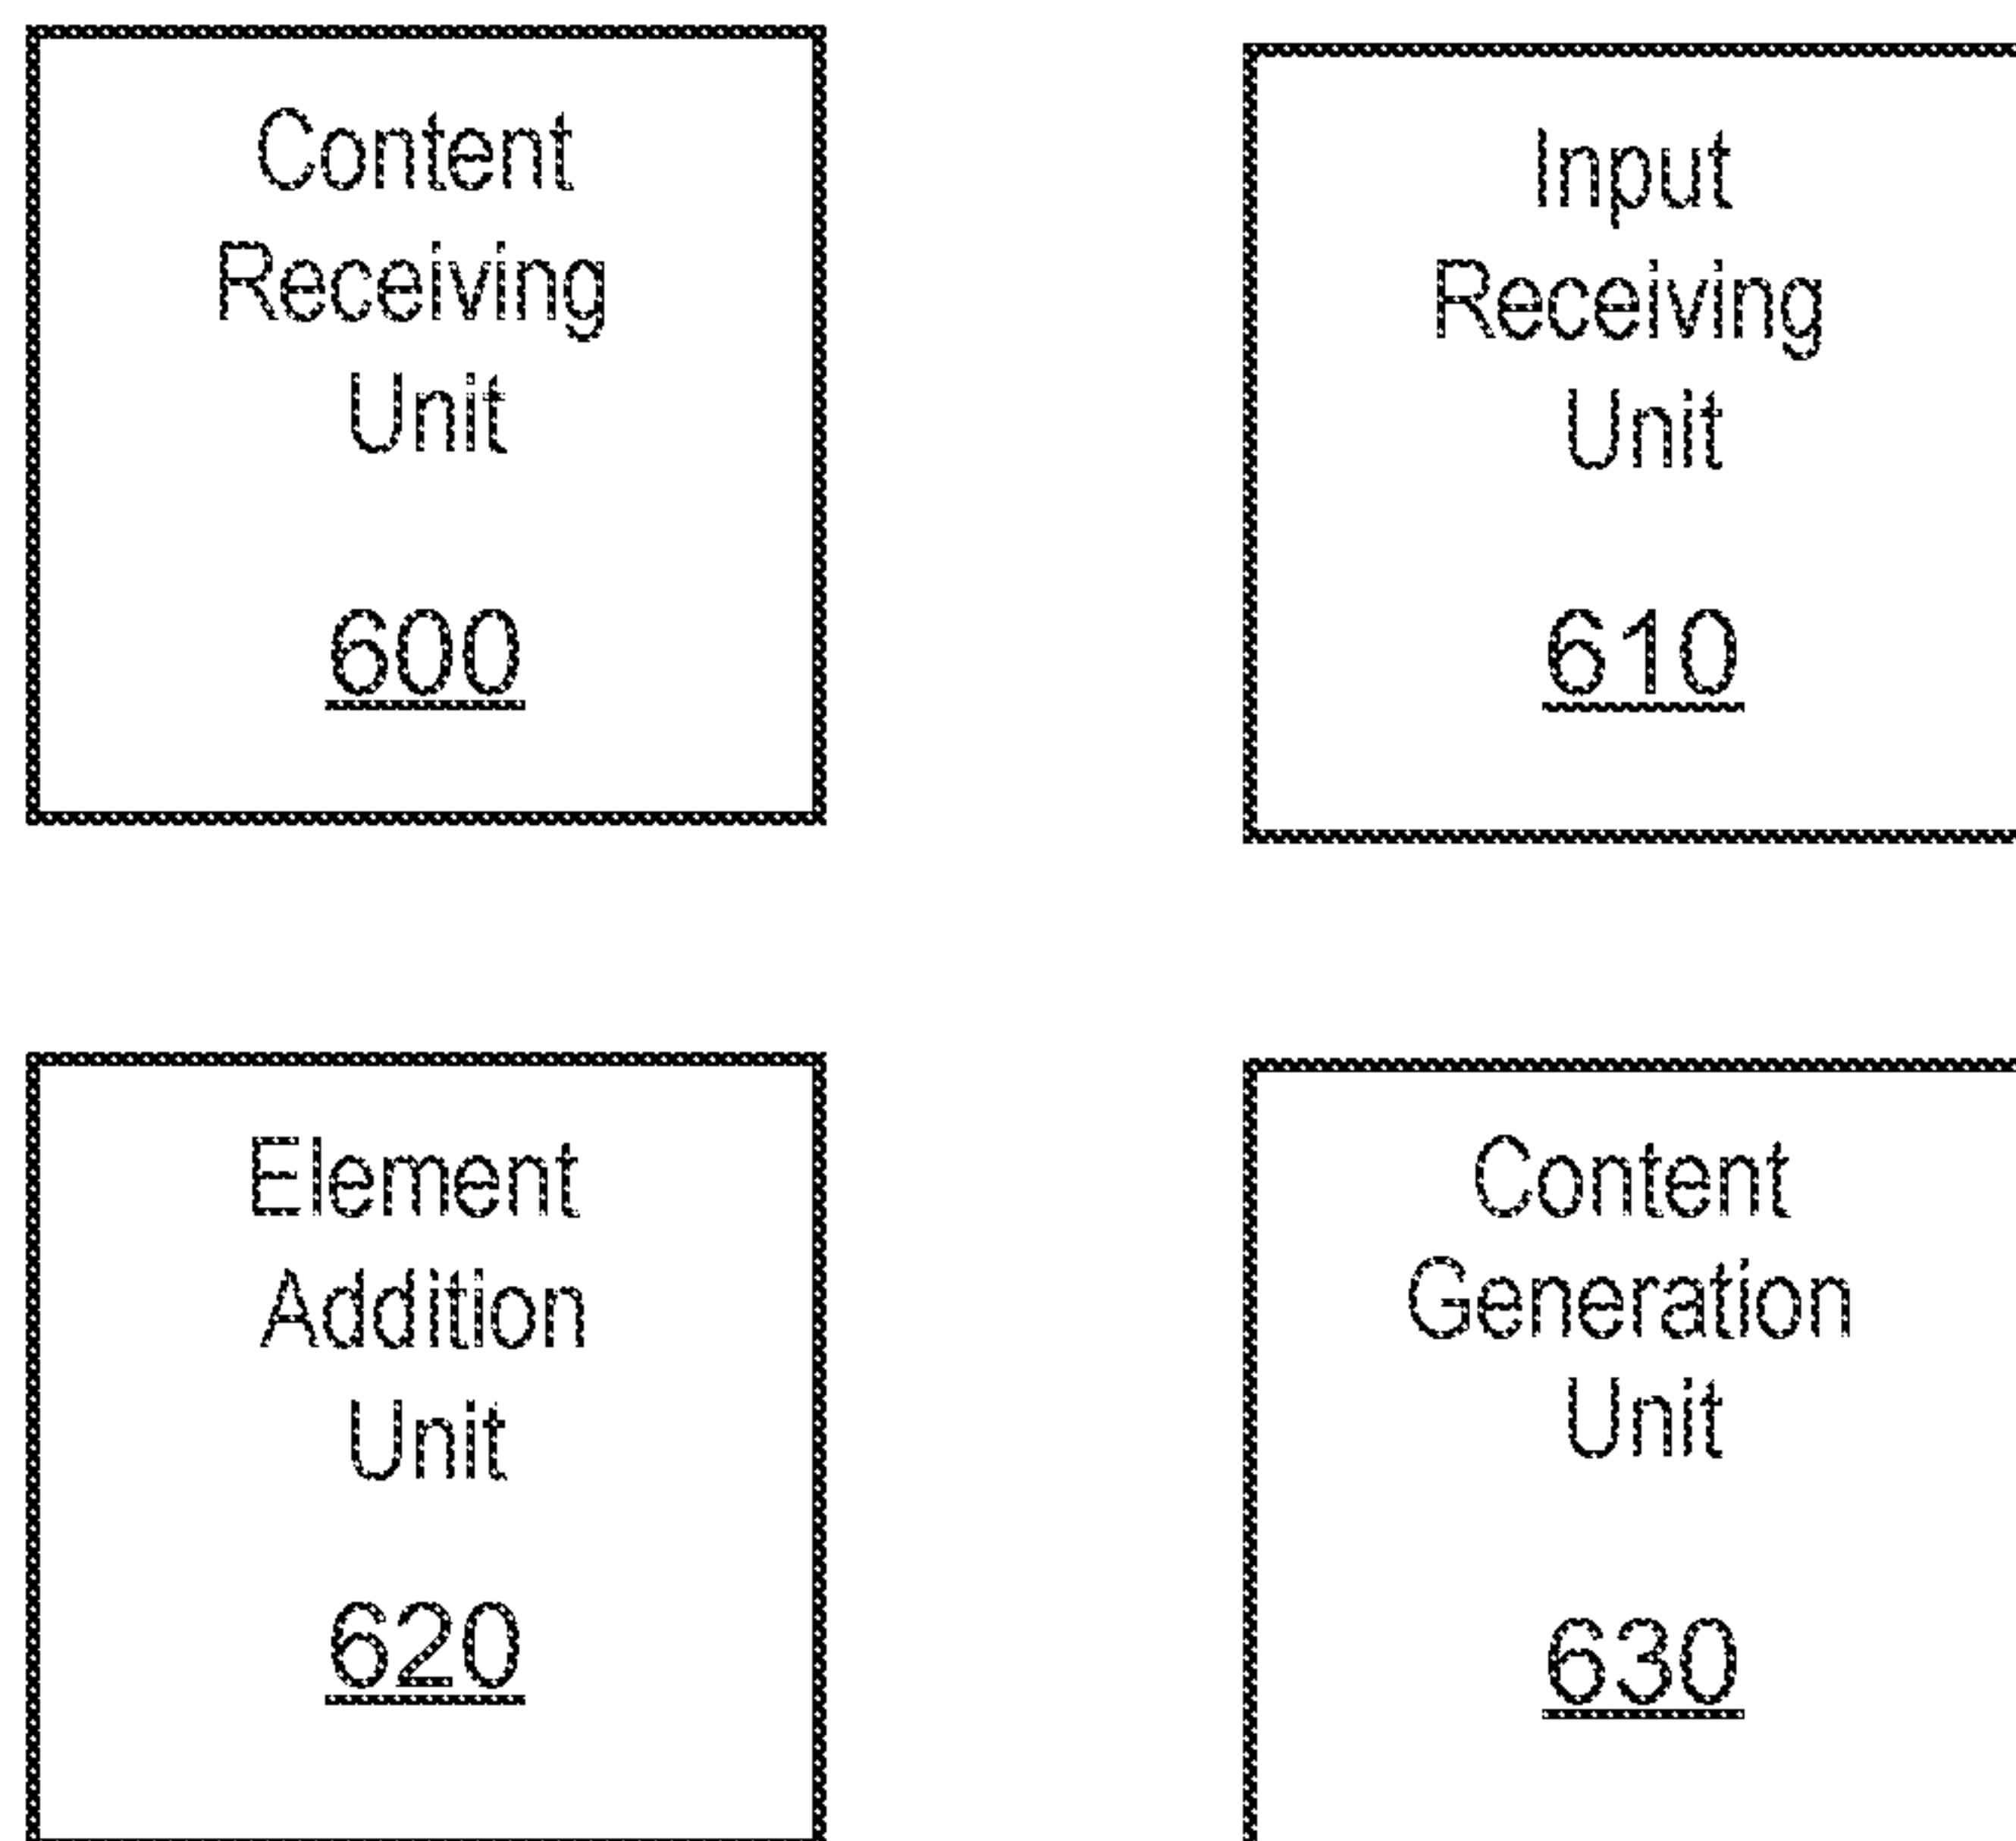 Content
Receiving
Unit
600
Input
Receiving
Unit
610
Element
Addition
Unit
620
Content
Generation
Unit
630